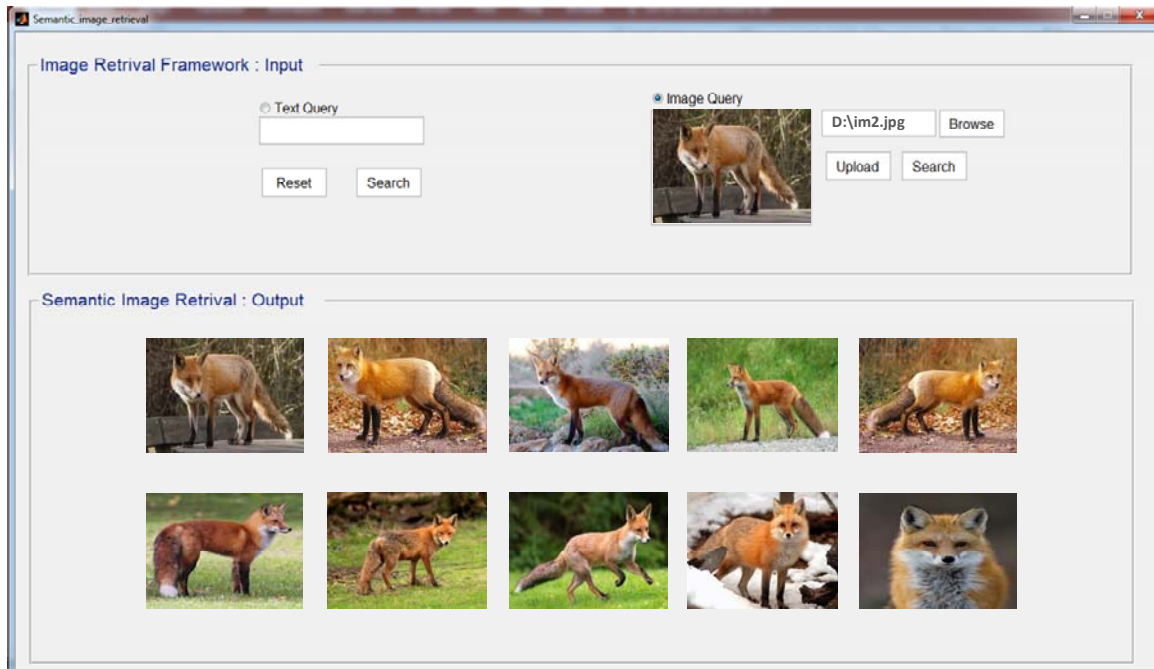 Semantic_image_retrieval
Image Retrival Framework : Input
Text Query
Image Query
D:\im2.jpg
Browse
Upload
Search
Reset
Search
Semantic Image Retrival : Output